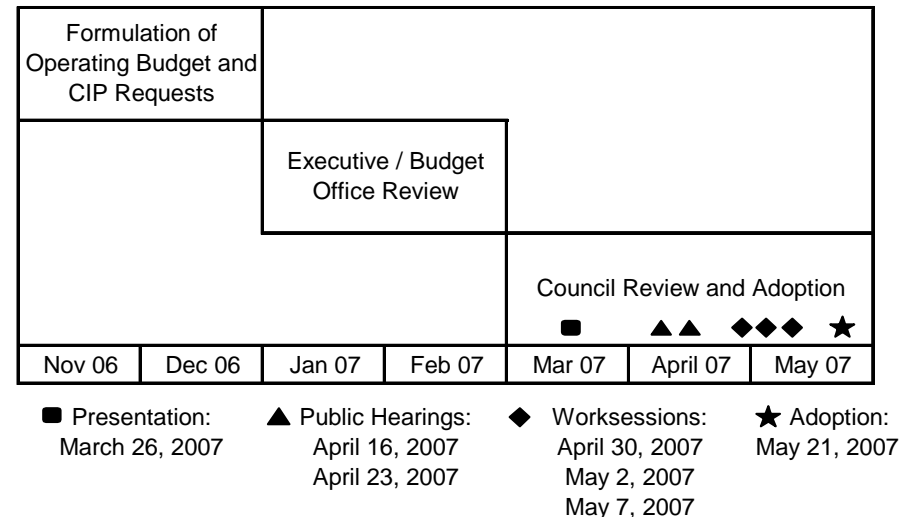 Formulation of
Operating Budget and
CIP Requests
Executive / Budget
Office Review
Council Review and Adoption
Nov 06 Dec 06 Jan 07 Feb 07 Mar 07 April 07 May 07
Presentation: Public Hearings: Worksessions: Adoption:
March 26, 2007 April 16, 2007 April 30, 2007 May 21, 2007
April 23, 2007 May 2, 2007
May 7, 2007